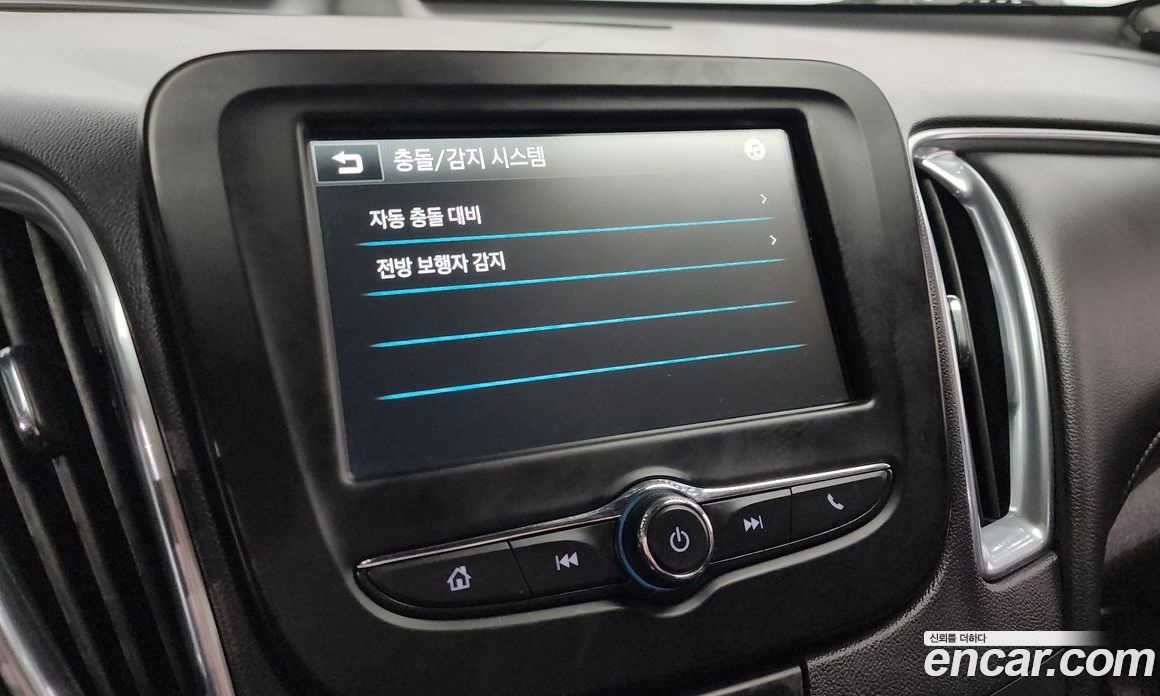 충돌/감지 시스템
자동 충돌 대비
전방 보행자 감지
신뢰를 더하다
encar.com